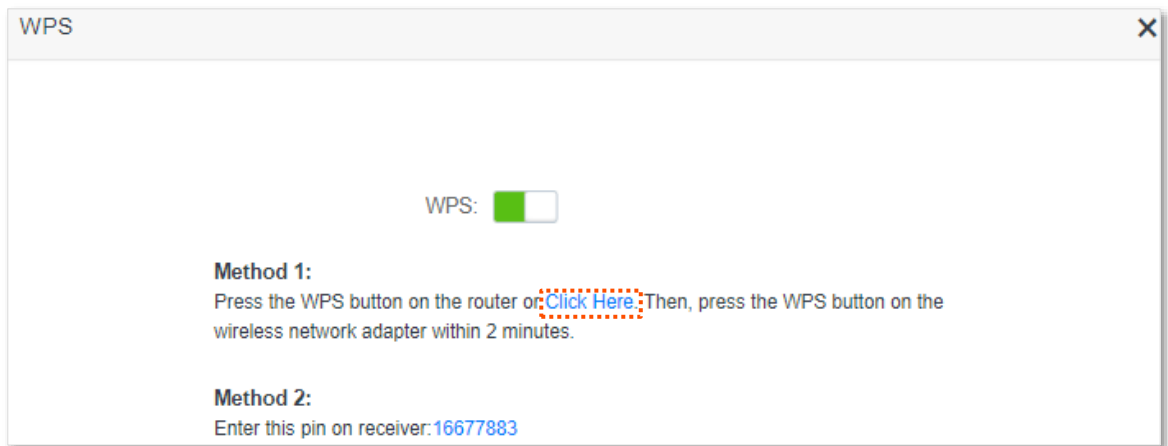 WPS
WPS:
Method 1:
Press the WPS button on the router or Click Here. Then, press the WPS button on the
wireless network adapter within 2 minutes.
Method 2:
Enter this pin on receiver:16677883